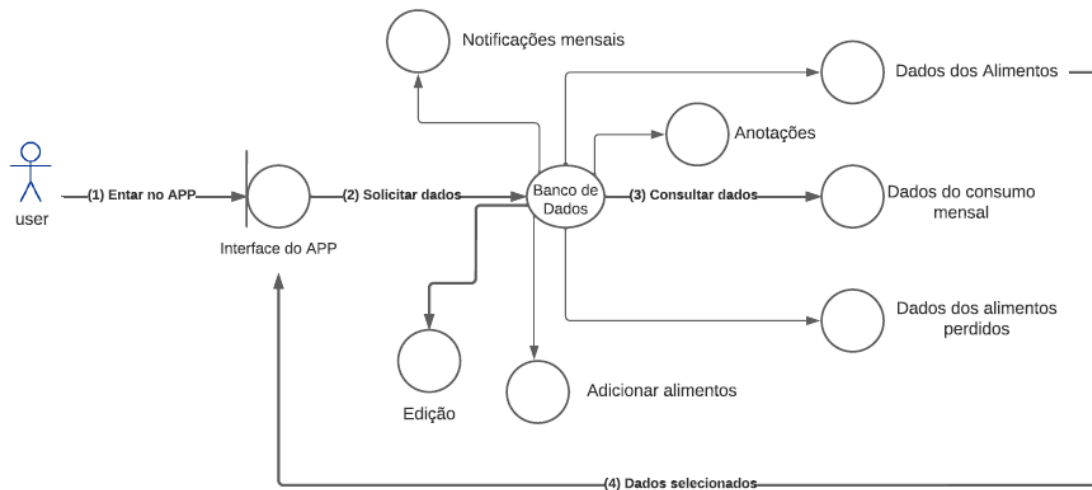 Notificações mensais
Dados dos Alimentos
Anotações
user
(1) Entar no APP
Interface do APP
(2) Solicitar dados
Banco de
Dados
(3) Consultar dados
Dados do consumo
mensal
Dados dos alimentos
perdidos
Edição
Adicionar alimentos
(4) Dados selecionados